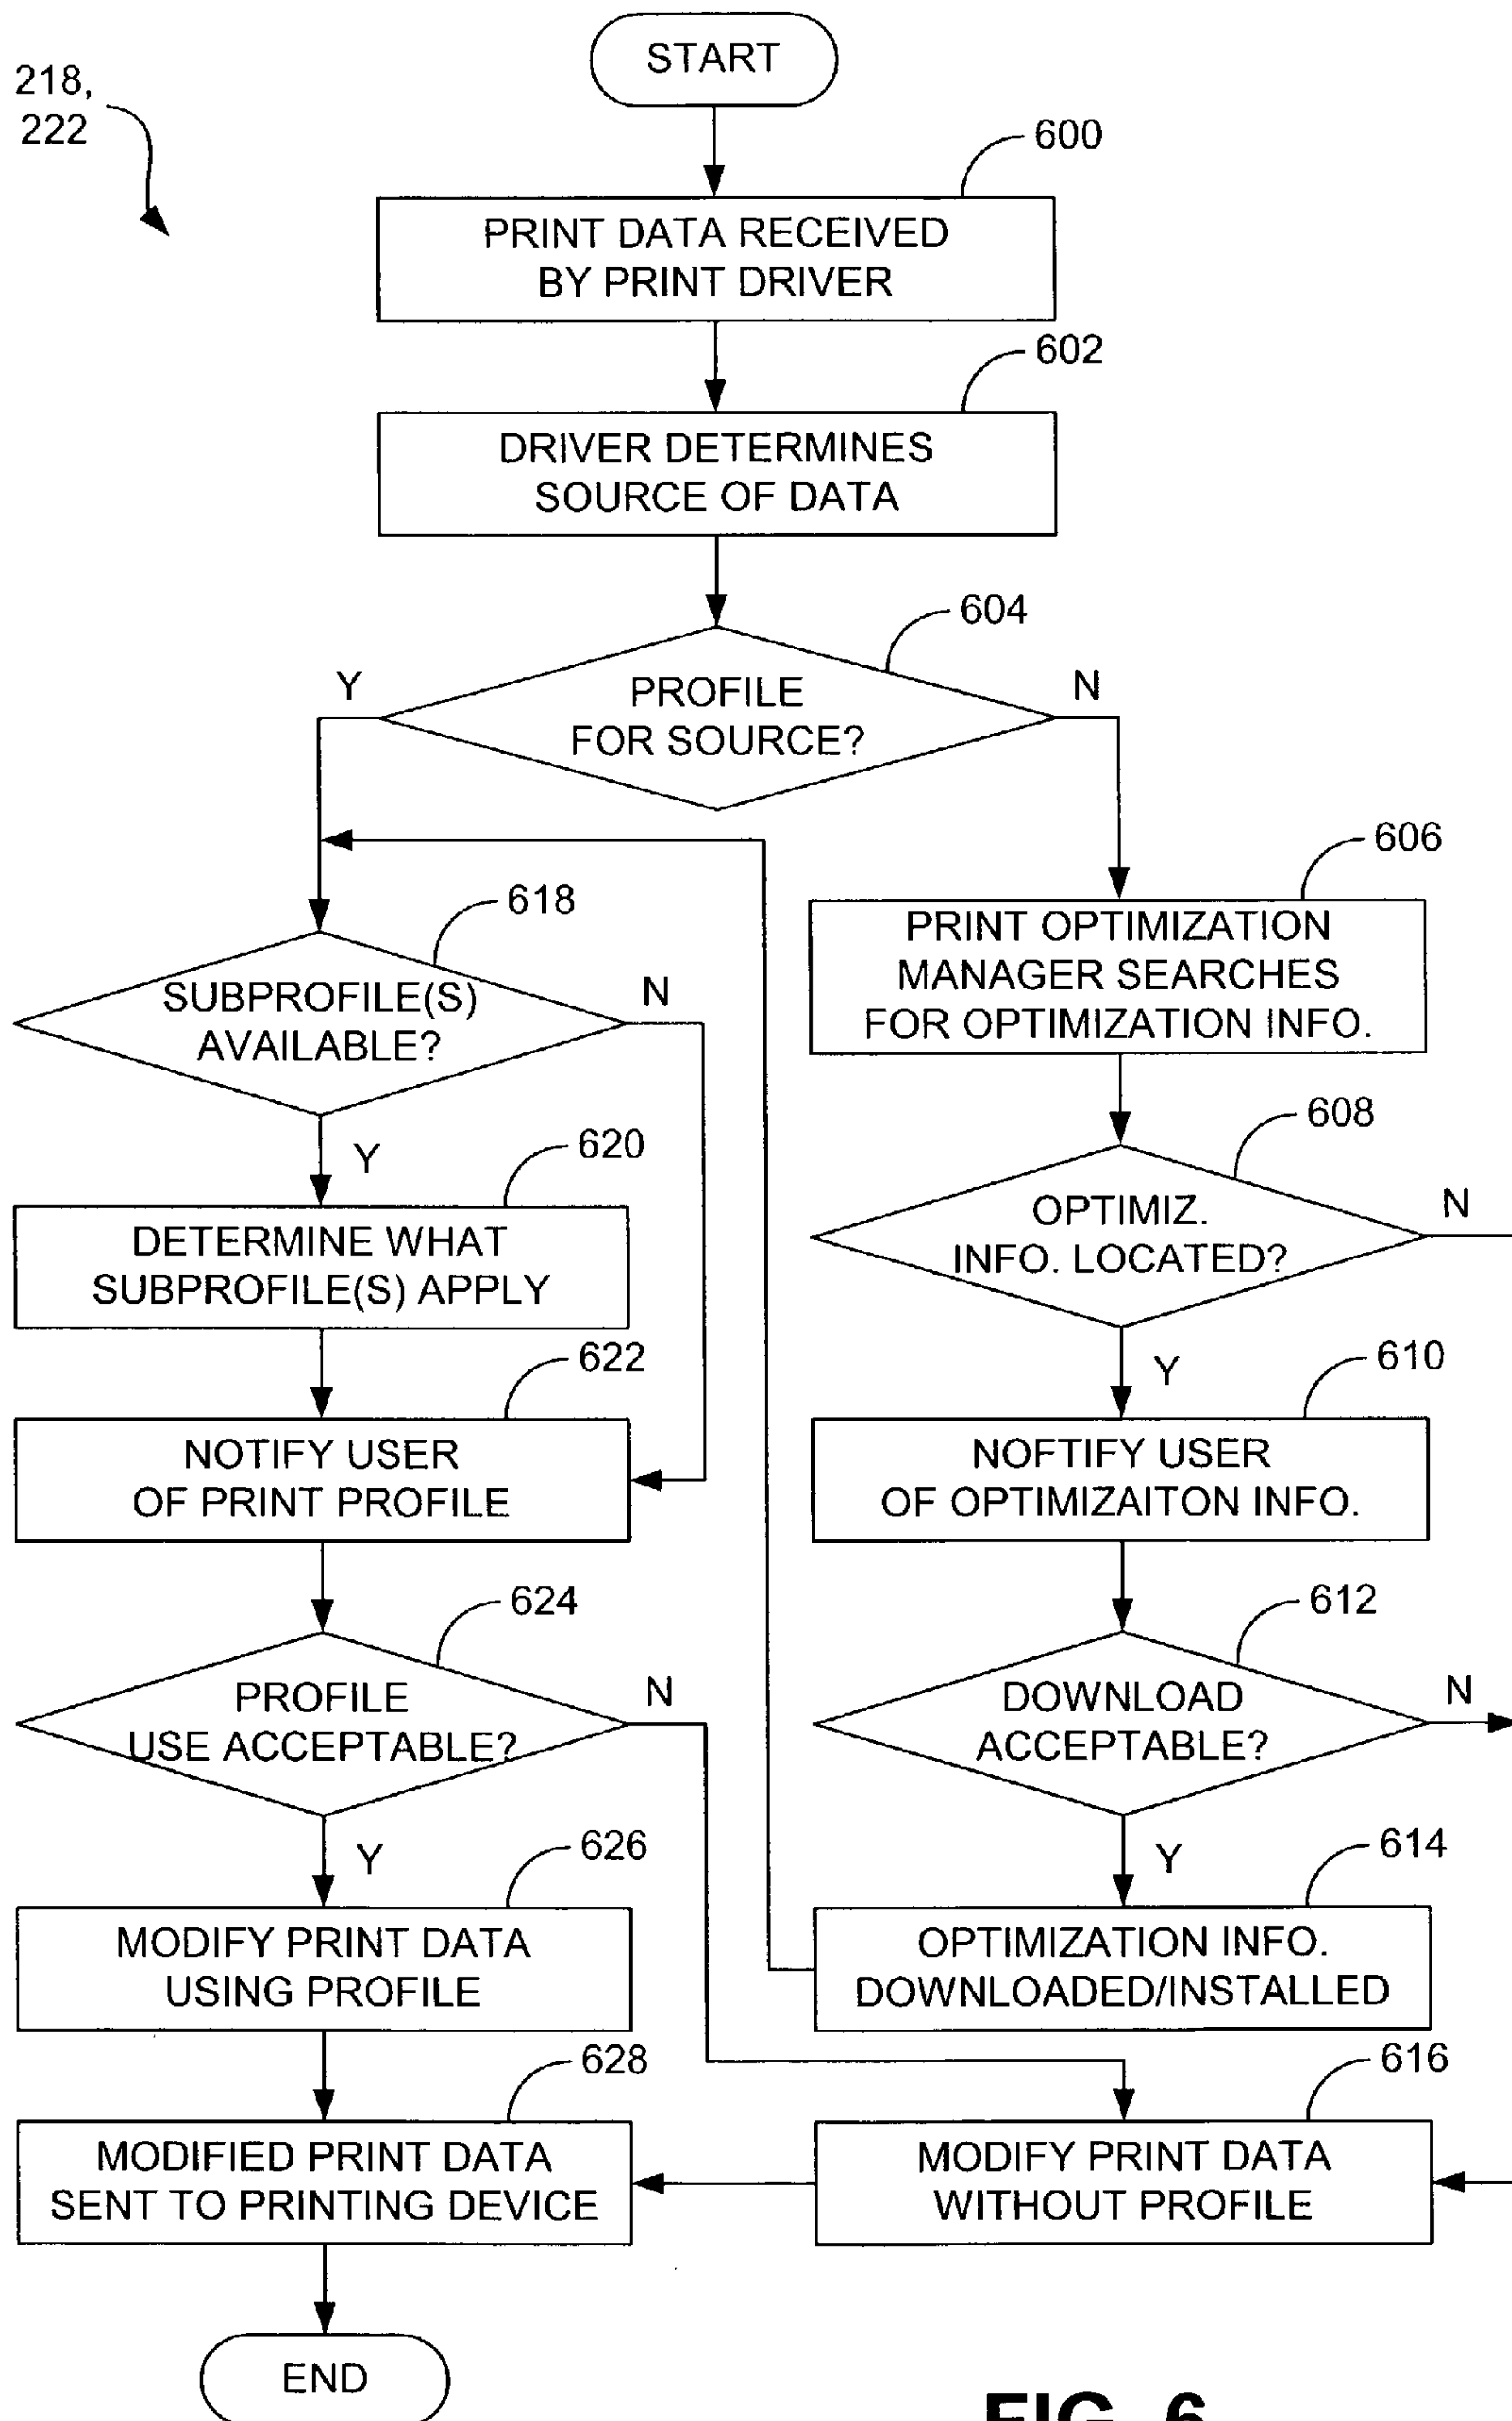 START
218,
222
600
PRINT DATA RECEIVED
BY PRINT DRIVER
602
DRIVER DETERMINES
SOURCE OF DATA
604
Y
PROFILE
FOR SOURCE?
N
606
PRINT OPTIMIZATION
MANAGER SEARCHES
FOR OPTIMIZATION INFO.
618
SUBPROFILE(S)
AVAILABLE?
N
Y
608
OPTIMIZ.
INFO. LOCATED?
N
Y
620
DETERMINE WHAT
SUBPROFILE(S) APPLY
622
NOTIFY USER
OF PRINT PROFILE
610
NOFTIFY USER
OF OPTIMIZAITON INFO.
624
PROFILE
USE ACCEPTABLE?
N
Y
612
DOWNLOAD
ACCEPTABLE?
N
Y
626
MODIFY PRINT DATA
USING PROFILE
614
OPTIMIZATION INFO.
DOWNLOADED/INSTALLED
628
MODIFIED PRINT DATA
SENT TO PRINTING DEVICE
616
MODIFY PRINT DATA
WITHOUT PROFILE
END
FIG. 6